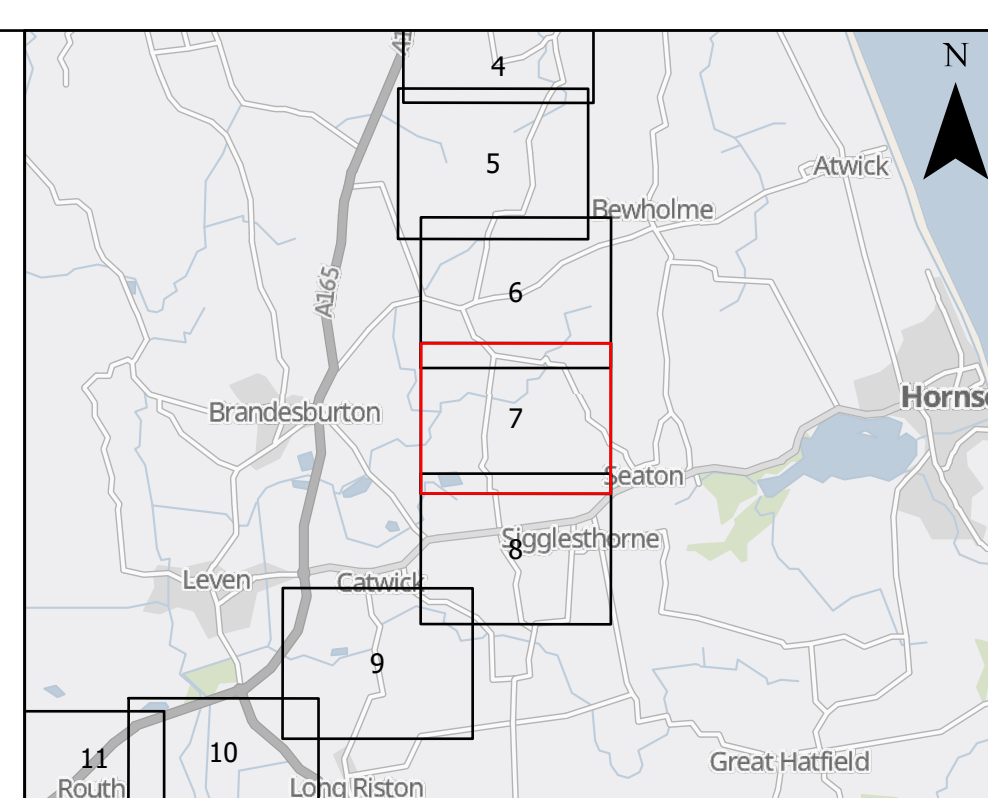 A1
N
4
5
Atwick
Bewholme
A165
6
Brandesburton
7
Hornse
Seaton
Sigglesthorne
8
Leven
Catwick
9
10
11
Routh
Long Riston
Great Hatfield